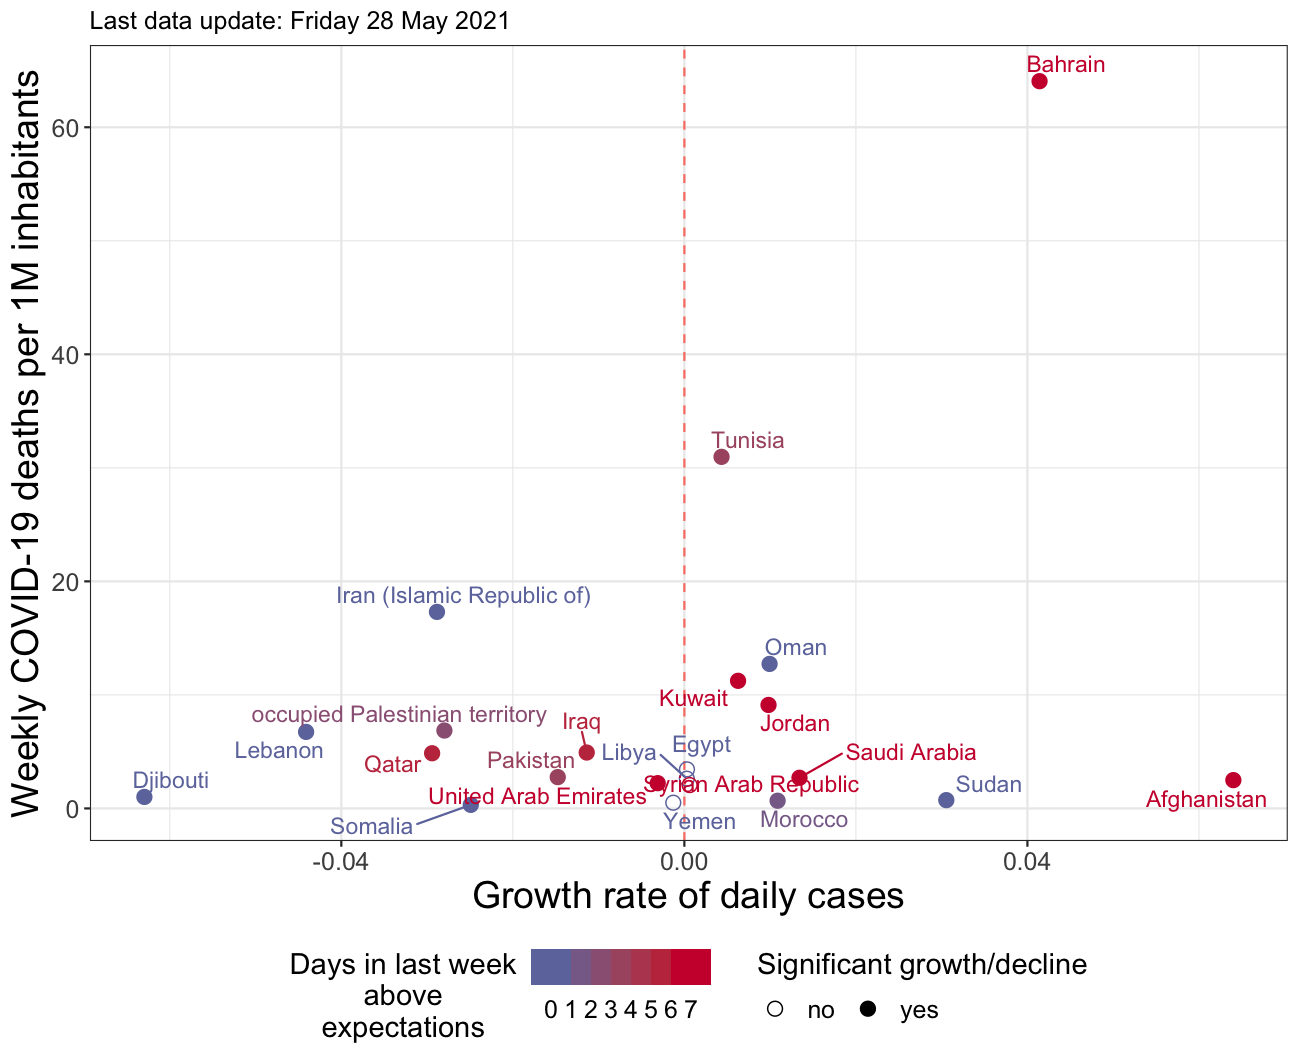 Last data update: Friday 28 May 2021
Weekly COVID-19 deaths per 1M inhabitants
60
40
20
0
Bahrain
Tunisia
Iran (Islamic Republic of)
Oman
Kuwait
occupied Palestinian territory
Iraq
Jordan
Lebanon
Egypt
Libya
Saudi Arabia
Qatar
Pakistan
Djibouti
Syrian Arab Republic
Sudan
United Arab Emirates
Afghanistan
Somalia
Yemen
Morocco
-0.04
0.00
0.04
Growth rate of daily cases
Days in last week
above
expectations
0 1 2 3 4 5 6 7
Significant growth/decline
no
yes